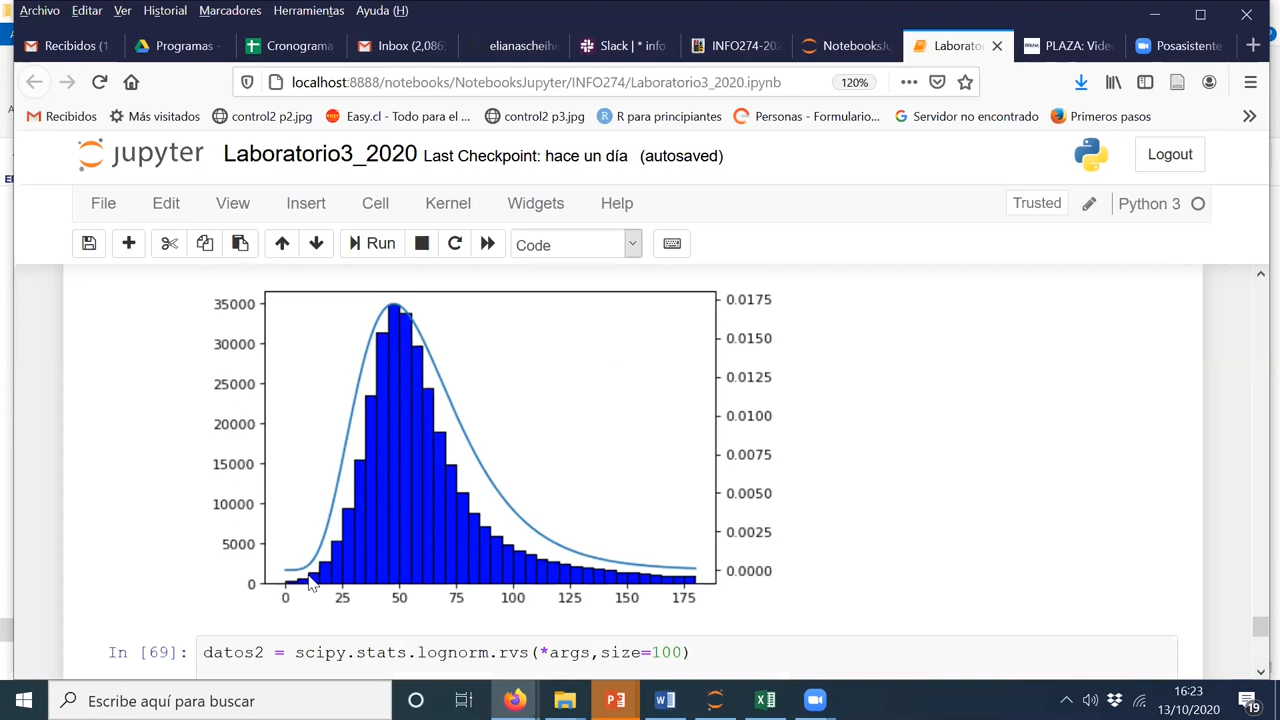 Archivo Editar Ver Historial Marcadores Herramientas Ayuda (H)
Recibidos (1 Programas - Cronograma Inbox (2,086 elianascheihi Slack | * info INFO274-202 NotebooksJu Laborato PLAZA: Vide Posasistente
localhost:8888/notebooks/NotebooksJupyter/INFO274/Laboratorio3_2020.ipynb 120%
Recibidos Más visitados control2 p2.jpg Easy.cl - Todo para el ... control2 p3.jpg R para principiantes Personas - Formulario... Servidor no encontrado Primeros pasos
jupyter Laboratorio3_2020 Last Checkpoint: hace un día (autosaved) Logout
File Edit View Insert Cell Kernel Widgets Help Trusted Python 3
Run Code
35000 0.0175
30000 0.0150
25000 0.0125
20000 0.0100
15000 0.0075
10000 0.0050
5000 0.0025
0 0.0000
0 25 50 75 100 125 150 175
In [69]: datos2 = scipy.stats.lognorm.rvs(*args,size=100)
Escribe aquí para buscar
16:23
13/10/2020
19